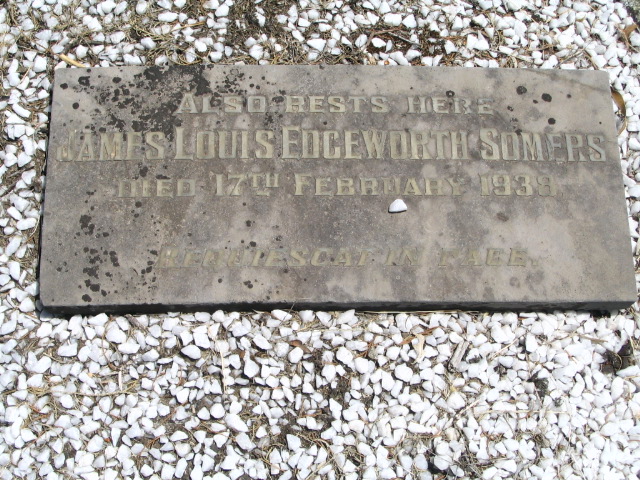 ALSO RESTS HERE
JAMES LOUIS EDGEWORTH SOMERS
DIED 17TH FEBRUARY 1938
REQUIESCAT IN PACE.